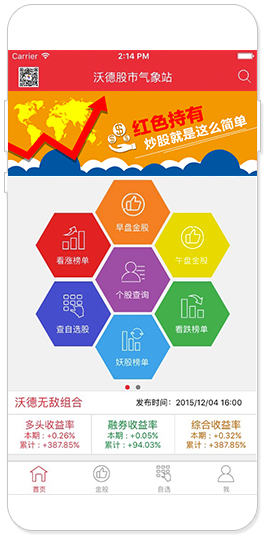 Carrier 2:14 PM
沃德股市气象站
红色持有
炒股就是这么简单
早盘金股
看涨榜单
午盘金股
个股查询
查自选股
看跌榜单
妖股榜单
沃德无敌组合 发布时间：2015/12/04 16:00
多头收益率 融券收益率 综合收益率
本期：+0.26% 本期：+0.05% 本期：+0.32%
累计：+387.85% 累计：+94.03% 累计：+387.85%
首页 金股 自选 我